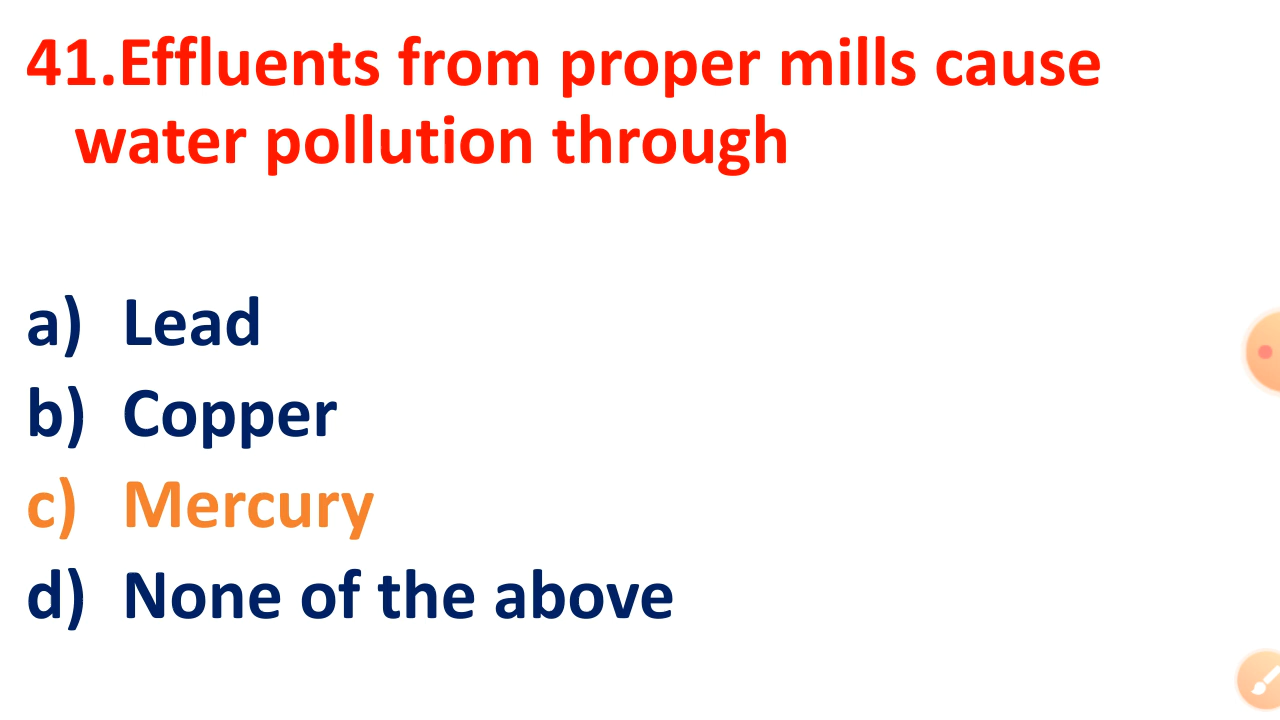 41.Effluents from proper mills cause
water pollution through
a) Lead
b) Copper
c) Mercury
d) None of the above